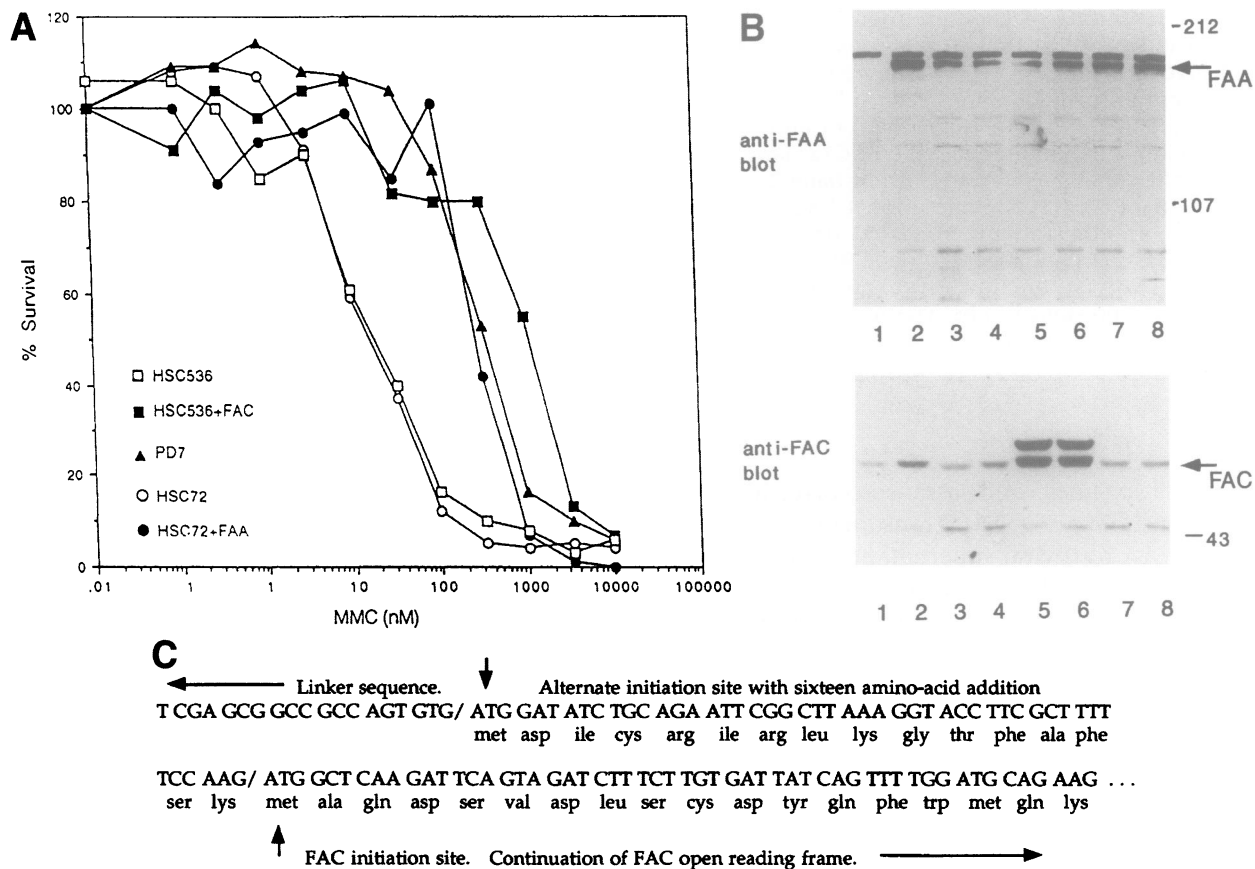 A
120
100
80
60
40
20
0
% Survival
HSC536
HSC536+FAC
PD7
HSC72
HSC72+FAA
.01
.1
1
10
100
1000
10000
100000
MMC (nM)
B
212
FAA
anti-FAA
blot
107
1 2 3 4 5 6 7 8
anti-FAC
blot
FAC
43
1 2 3 4 5 6 7 8
C
Linker sequence. Alternate initiation site with sixteen amino-acid addition
T CGA GCG GCC GCC AGT GTG/ ATG GAT ATC TGC AGA ATT CGG CTT AAA GGT ACC TTC GCT TTT
met asp ile cys arg ile arg leu lys gly thr phe ala phe
TCC AAG/ ATG GCT CAA GAT TCA GTA GAT CTT TCT TGT GAT TAT CAG TTT TGG ATG CAG AAG ...
ser lys met ala gln asp ser val asp leu ser cys asp tyr gln phe trp met gln lys
FAC initiation site. Continuation of FAC open reading frame.